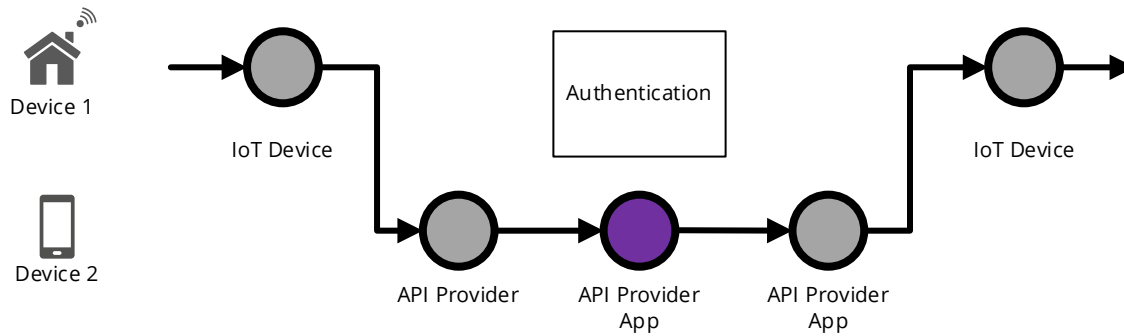 Device 1
IoT Device
Authentication
IoT Device
Device 2
API Provider
API Provider
App
API Provider
App